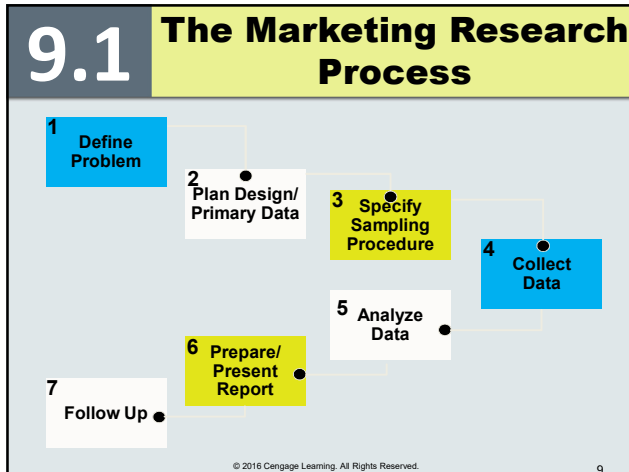 9.1
The Marketing Research
Process
1
Define
Problem
2
Plan Design/
Primary Data
3
Specify
Sampling
Procedure
4
Collect
Data
5
Analyze
Data
6
Prepare/
Present
Report
7
Follow Up
© 2016 Cengage Learning. All Rights Reserved.
9